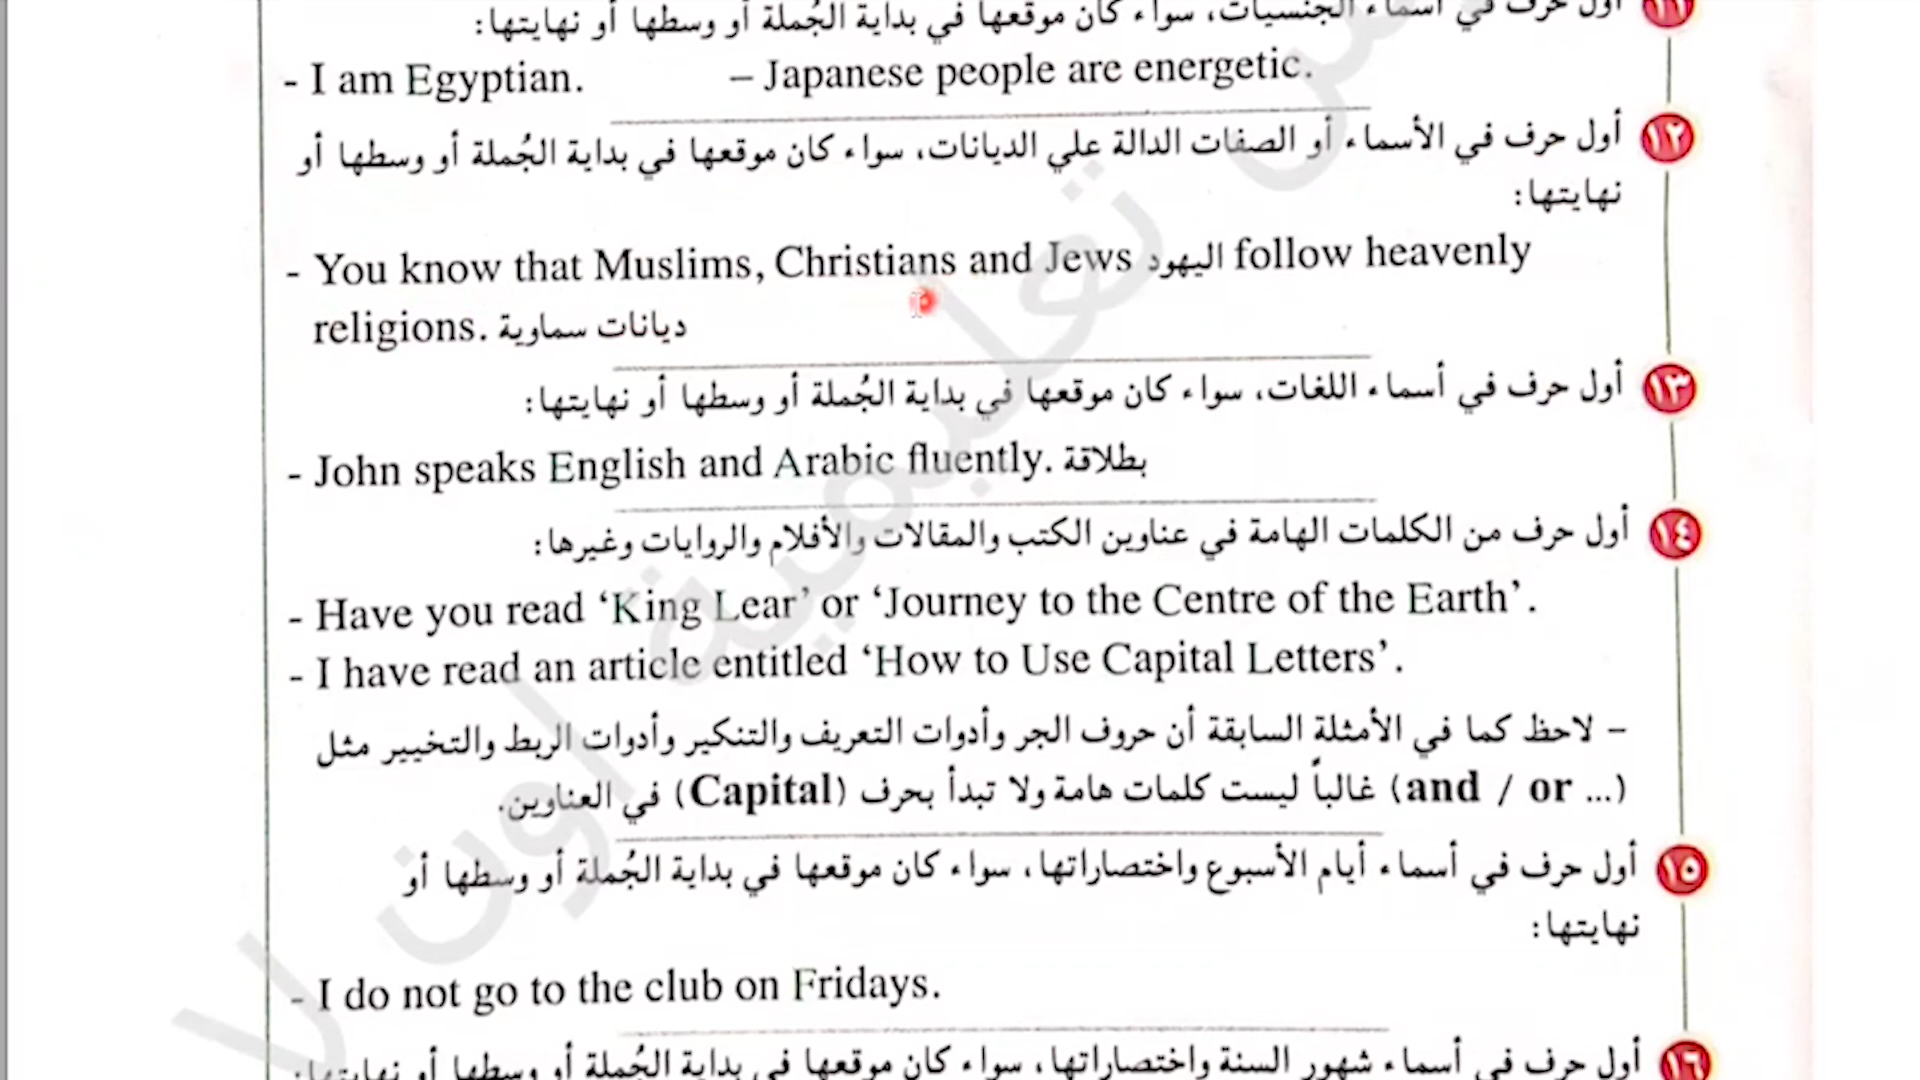 ١١ أول حرف في أسماء الجنسيات، سواء كان موقعها في بداية الجُملة أو وسطها أو نهايتها:
- I am Egyptian. – Japanese people are energetic.
١٢ أول حرف في الأسماء أو الصفات الدالة علي الديانات، سواء كان موقعها في بداية الجُملة أو وسطها أو
نهايتها:
- You know that Muslims, Christians and Jews اليهود follow heavenly
religions. ديانات سماوية
١٣ أول حرف في أسماء اللغات، سواء كان موقعها في بداية الجُملة أو وسطها أو نهايتها:
- John speaks English and Arabic fluently. بطلاقة
١٤ أول حرف من الكلمات الهامة في عناوين الكتب والمقالات والأفلام والروايات وغيرها:
- Have you read ‘King Lear’ or ‘Journey to the Centre of the Earth’.
- I have read an article entitled ‘How to Use Capital Letters’.
– لاحظ كما في الأمثلة السابقة أن حروف الجر وأدوات التعريف والتنكير وأدوات الربط والتخيير مثل
(and / or ...) غالباً ليست كلمات هامة ولا تبدأ بحرف (Capital) في العناوين.
١٥ أول حرف في أسماء أيام الأسبوع واختصاراتها، سواء كان موقعها في بداية الجُملة أو وسطها أو
نهايتها:
- I do not go to the club on Fridays.
١٦ أول حرف في أسماء شهور السنة واختصاراتها، سواء كان موقعها في بداية الجُملة أو وسطها أو نهايتها: